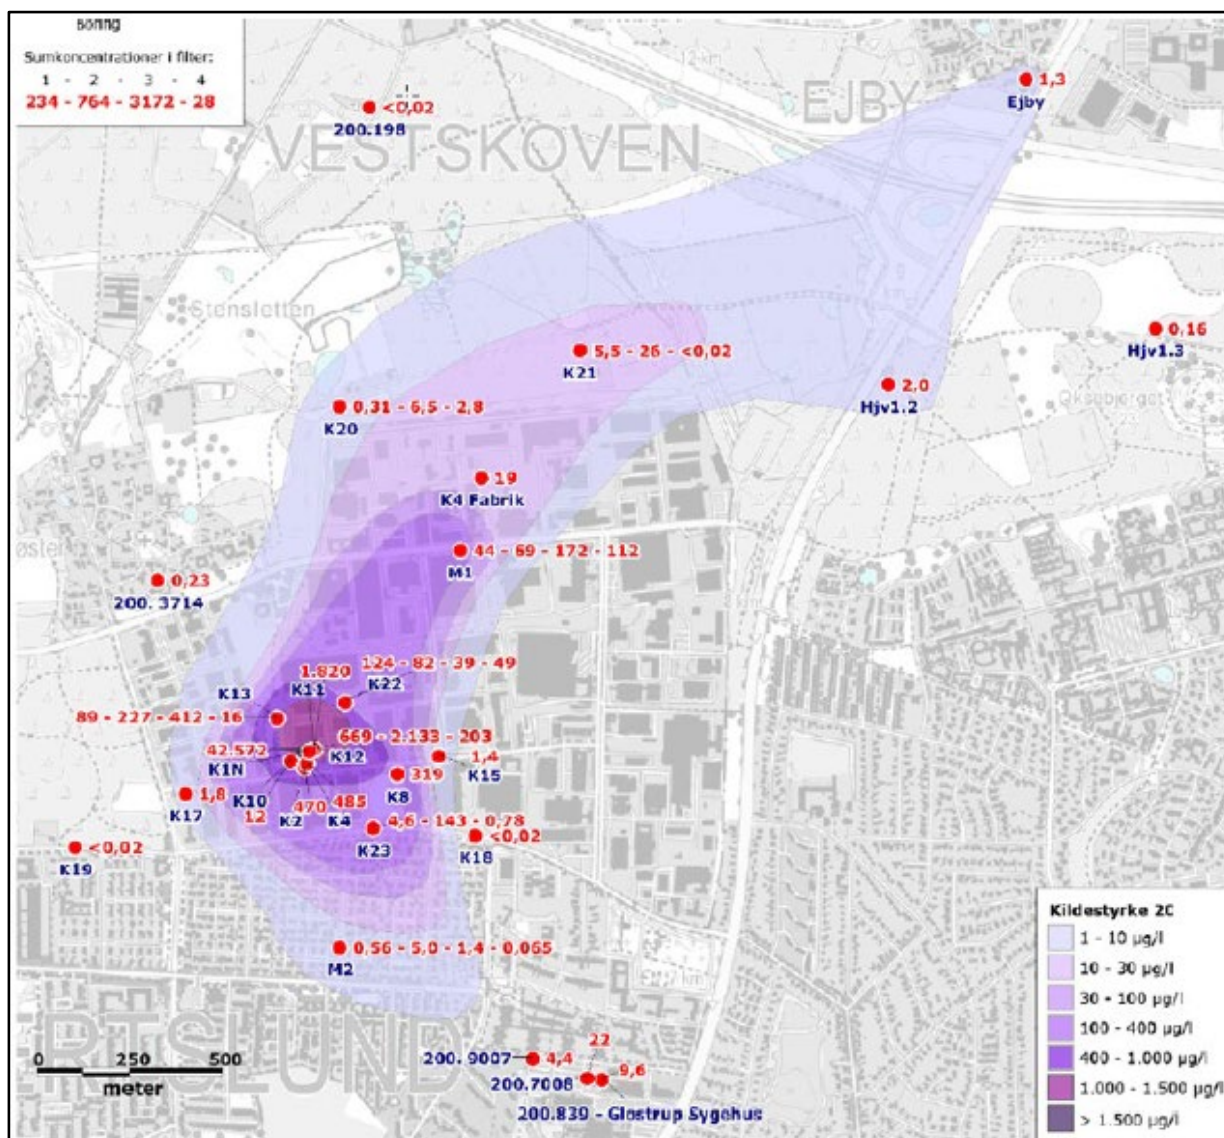 Boring
Sumkoncentrationer i filter:
1 - 2 - 3 - 4
234 - 764 - 3172 - 28
<0,02
200.198
VESTSKOVEN
EJBY
12-km
1,3
Ejby
Stensletten
5,5 - 26 - <0,02
K21
0,16
Hjv1.3
2,0
Hjv1.2
Oksebjerget
0,31 - 6,5 - 2,8
K20
19
K4 Fabrik
44 - 69 - 172 - 112
M1
0,23
200. 3714
124 - 82 - 39 - 49
1.820
K13
K11
K22
89 - 227 - 412 - 16
669 - 2.133 - 203
42.572
K12
K1N
1,4
K15
319
K8
1,8
K17
K10
12
470
K2
485
K4
4,6 - 143 - 0,78
K23
<0,02
K18
<0,02
K19
0,56 - 5,0 - 1,4 - 0,065
M2
ERTSLUND
22
200. 9007
4,4
200.7008
9,6
200.839 - Glostrup Sygehus
0 250 500
meter
Kildestyrke 2C
1 - 10 µg/l
10 - 30 µg/l
30 - 100 µg/l
100 - 400 µg/l
400 - 1.000 µg/l
1.000 - 1.500 µg/l
> 1.500 µg/l